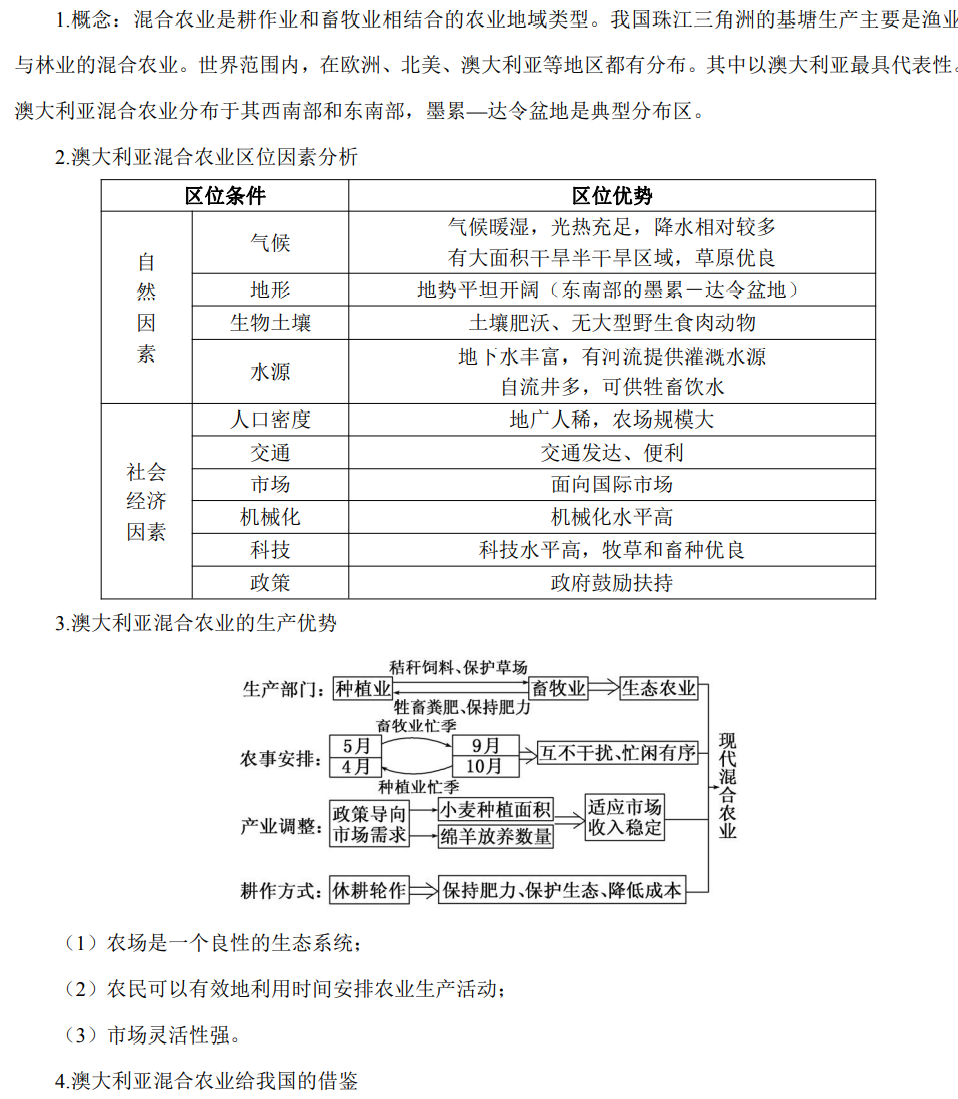 1.概念：混合农业是耕作业和畜牧业相结合的农业地域类型。我国珠江三角洲的基塘生产主要是渔业
与林业的混合农业。世界范围内，在欧洲、北美、澳大利亚等地区都有分布。其中以澳大利亚最具代表性。
澳大利亚混合农业分布于其西南部和东南部，墨累—达令盆地是典型分布区。
2.澳大利亚混合农业区位因素分析
区位条件 区位优势
自然因素
气候
气候暖湿，光热充足，降水相对较多
有大面积干旱半干旱区域，草原优良
地形 地势平坦开阔（东南部的墨累－达令盆地）
生物土壤 土壤肥沃、无大型野生食肉动物
水源
地下水丰富，有河流提供灌溉水源
自流井多，可供牲畜饮水
社会
经济
因素
人口密度 地广人稀，农场规模大
交通 交通发达、便利
市场 面向国际市场
机械化 机械化水平高
科技 科技水平高，牧草和畜种优良
政策 政府鼓励扶持
3.澳大利亚混合农业的生产优势
秸秆饲料、保护草场
生产部门： 种植业 畜牧业 生态农业
牲畜粪肥、保持肥力
畜牧业忙季
农事安排： 5月 9月 互不干扰、忙闲有序
4月 10月
种植业忙季
产业调整： 政策导向 小麦种植面积 适应市场
市场需求 绵羊放养数量 收入稳定
耕作方式： 休耕轮作 保持肥力、保护生态、降低成本
现代混合农业
（1）农场是一个良性的生态系统；
（2）农民可以有效地利用时间安排农业生产活动；
（3）市场灵活性强。
4.澳大利亚混合农业给我国的借鉴